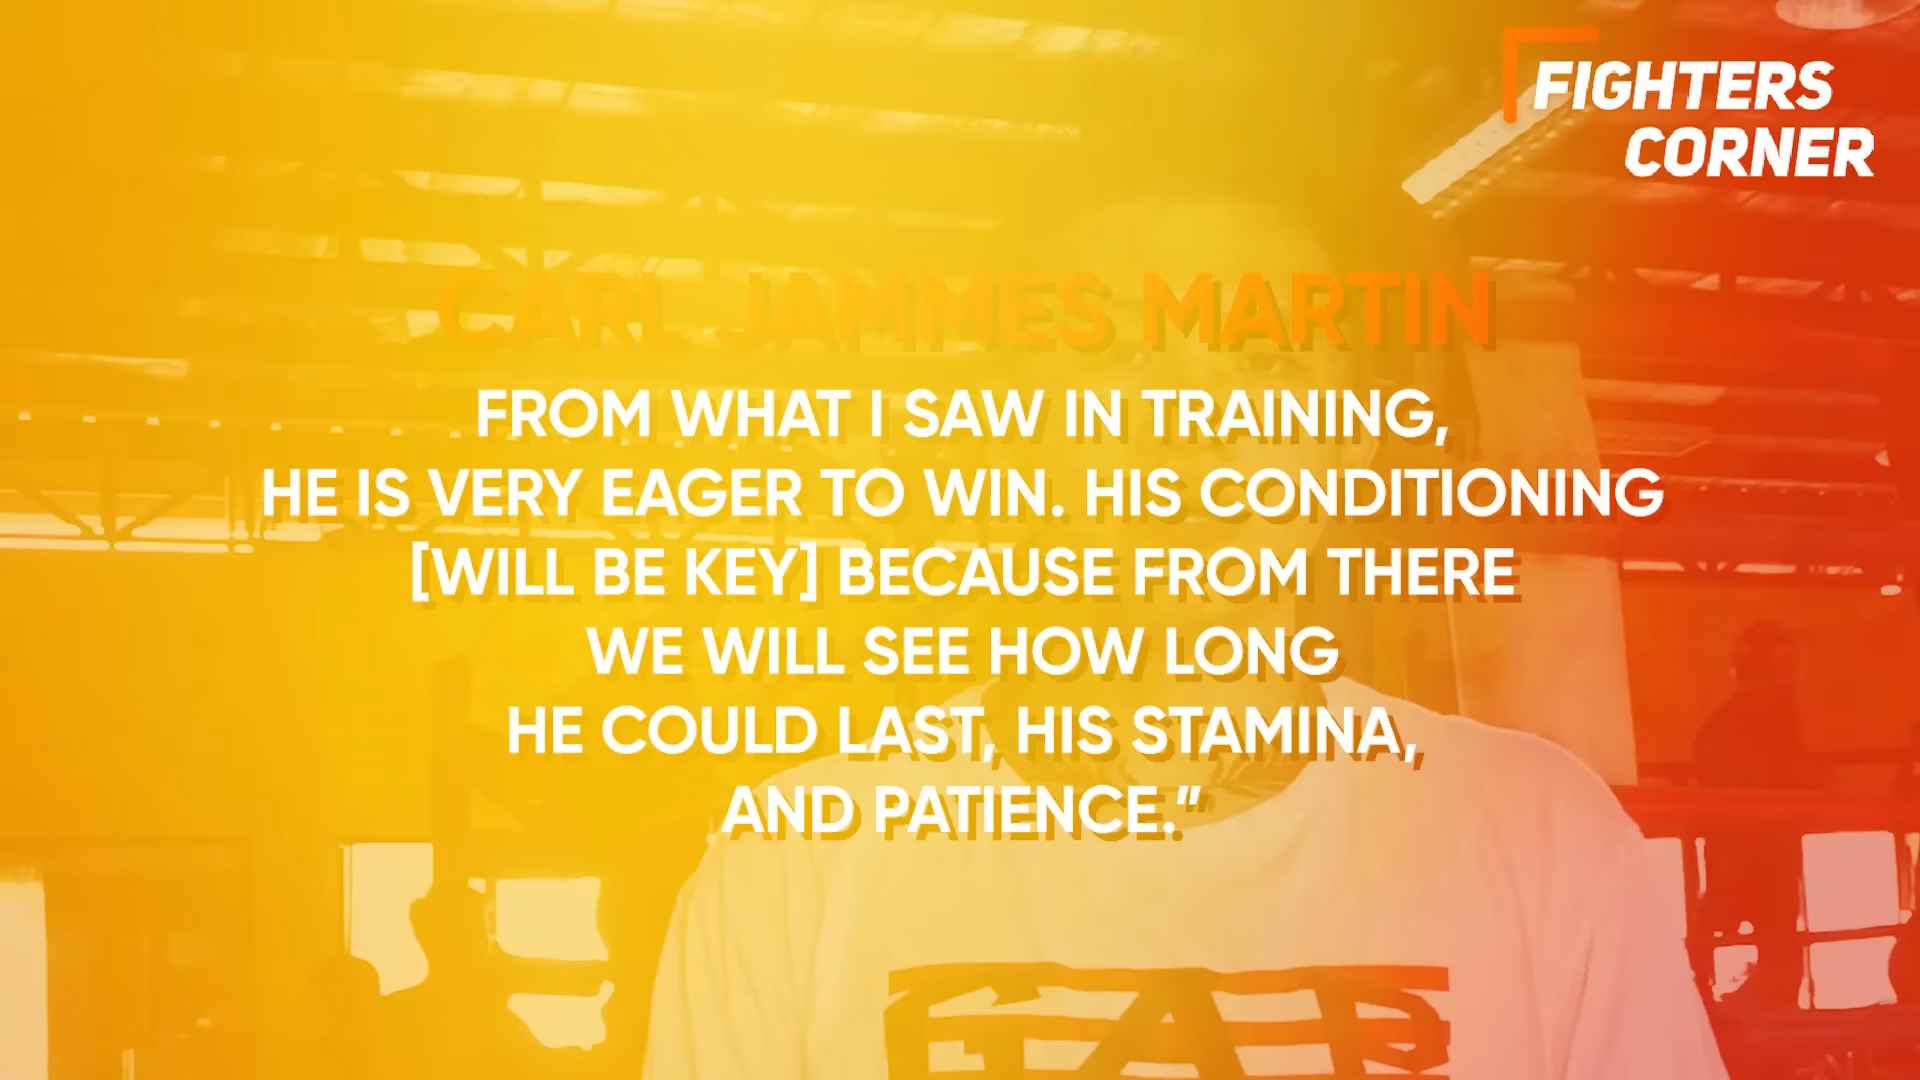 FIGHTERS
CORNER
CARL JAMMES MARTIN
FROM WHAT I SAW IN TRAINING,
HE IS VERY EAGER TO WIN. HIS CONDITIONING
[WILL BE KEY] BECAUSE FROM THERE
WE WILL SEE HOW LONG
HE COULD LAST, HIS STAMINA,
AND PATIENCE.”